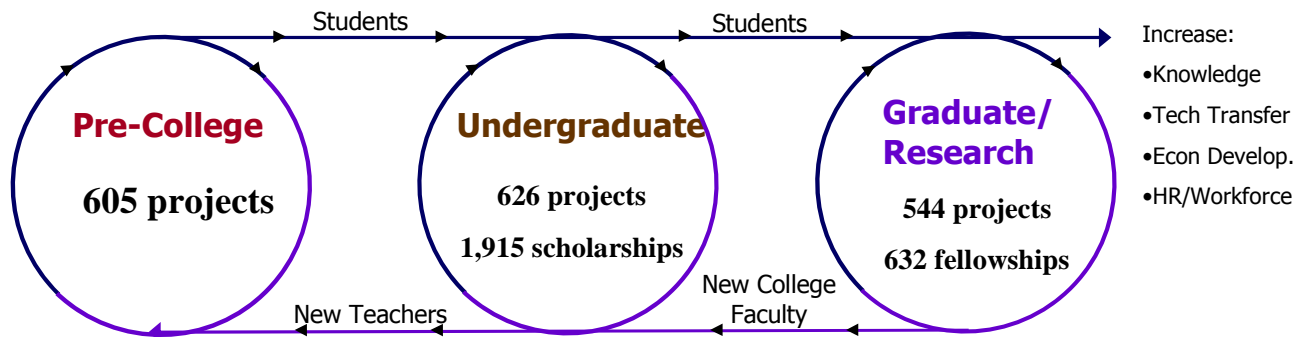 Students
Students
Increase:
•Knowledge
•Tech Transfer
•Econ Develop.
•HR/Workforce
Pre-College
605 projects
Undergraduate
626 projects
1,915 scholarships
Graduate/
Research
544 projects
632 fellowships
New Teachers
New College
Faculty